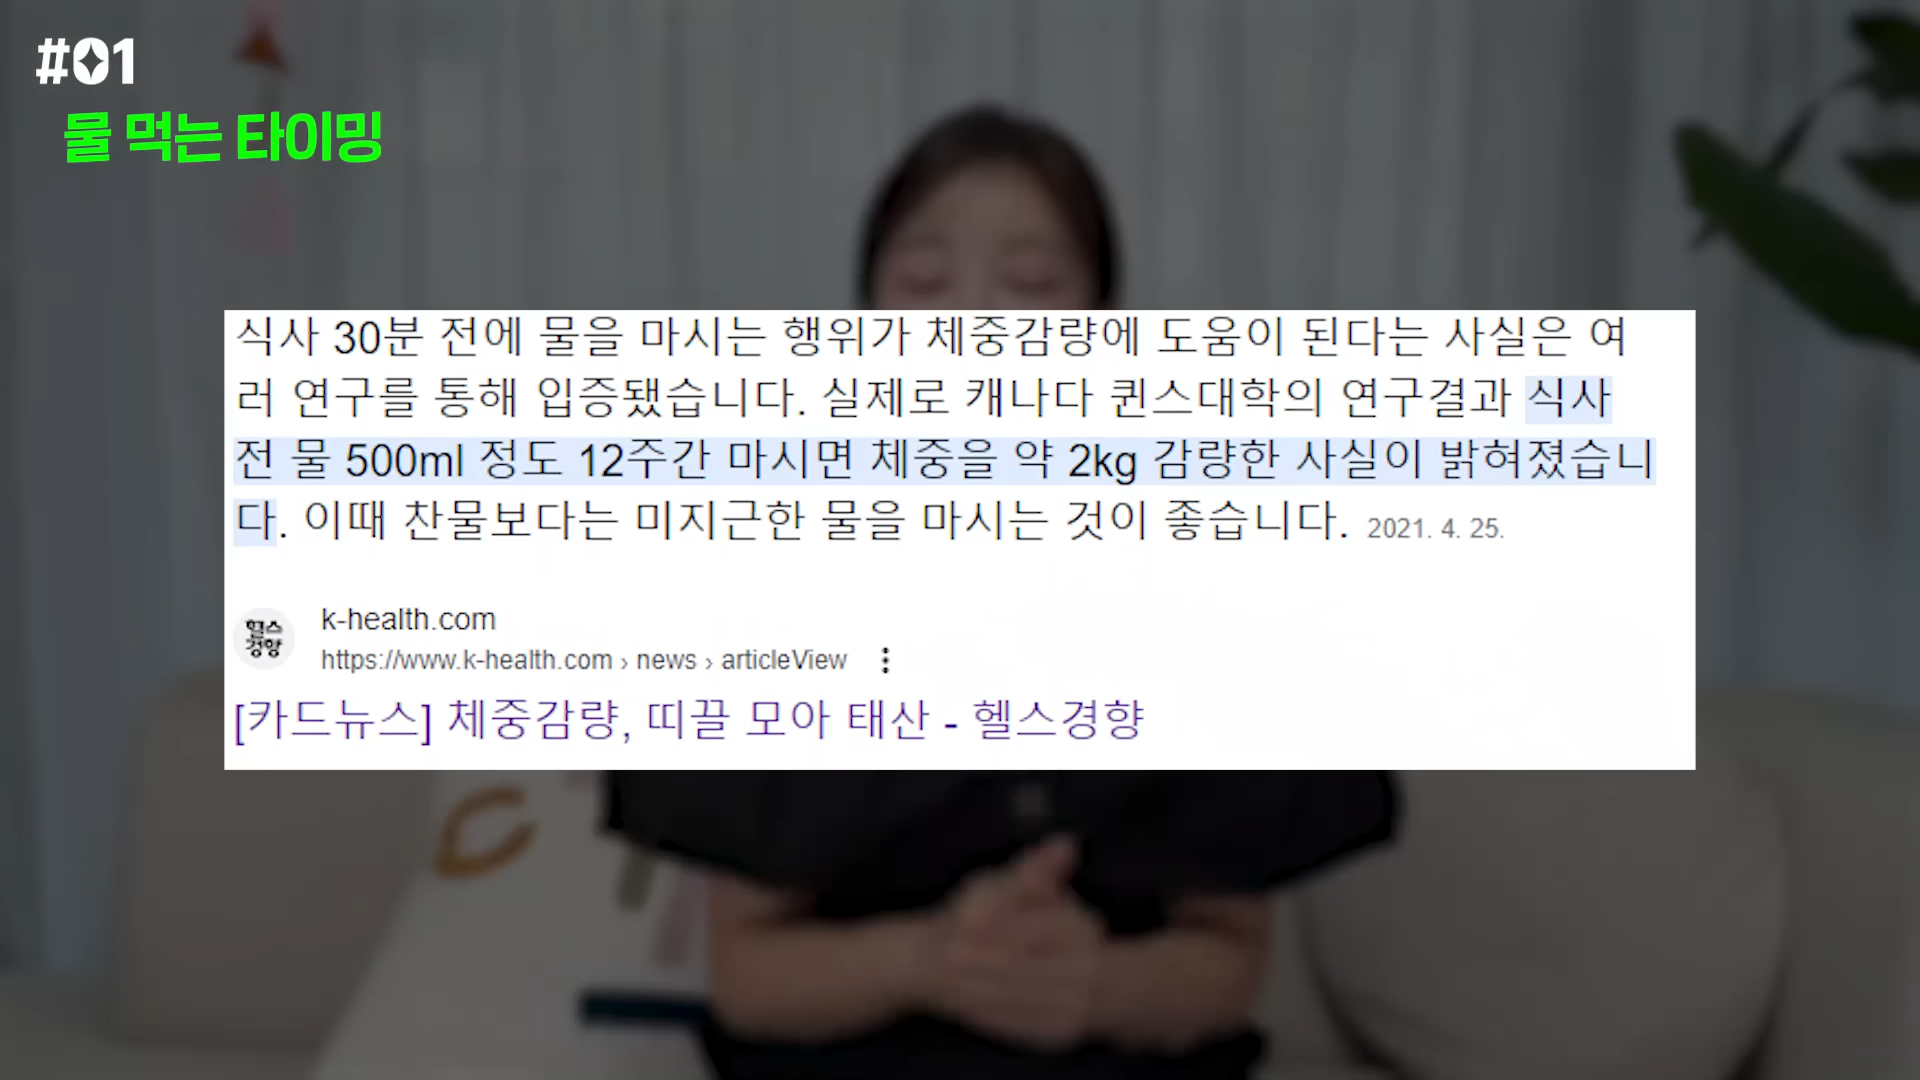 #01
물 먹는 타이밍
식사 30분 전에 물을 마시는 행위가 체중감량에 도움이 된다는 사실은 여
러 연구를 통해 입증됐습니다. 실제로 캐나다 퀸스대학의 연구결과 식사
전 물 500ml 정도 12주간 마시면 체중을 약 2kg 감량한 사실이 밝혀졌습니
다. 이때 찬물보다는 미지근한 물을 마시는 것이 좋습니다. 2021. 4. 25.
헬스
경향
k-health.com
https://www.k-health.com › news › articleView
[카드뉴스] 체중감량, 띠끌 모아 태산 - 헬스경향